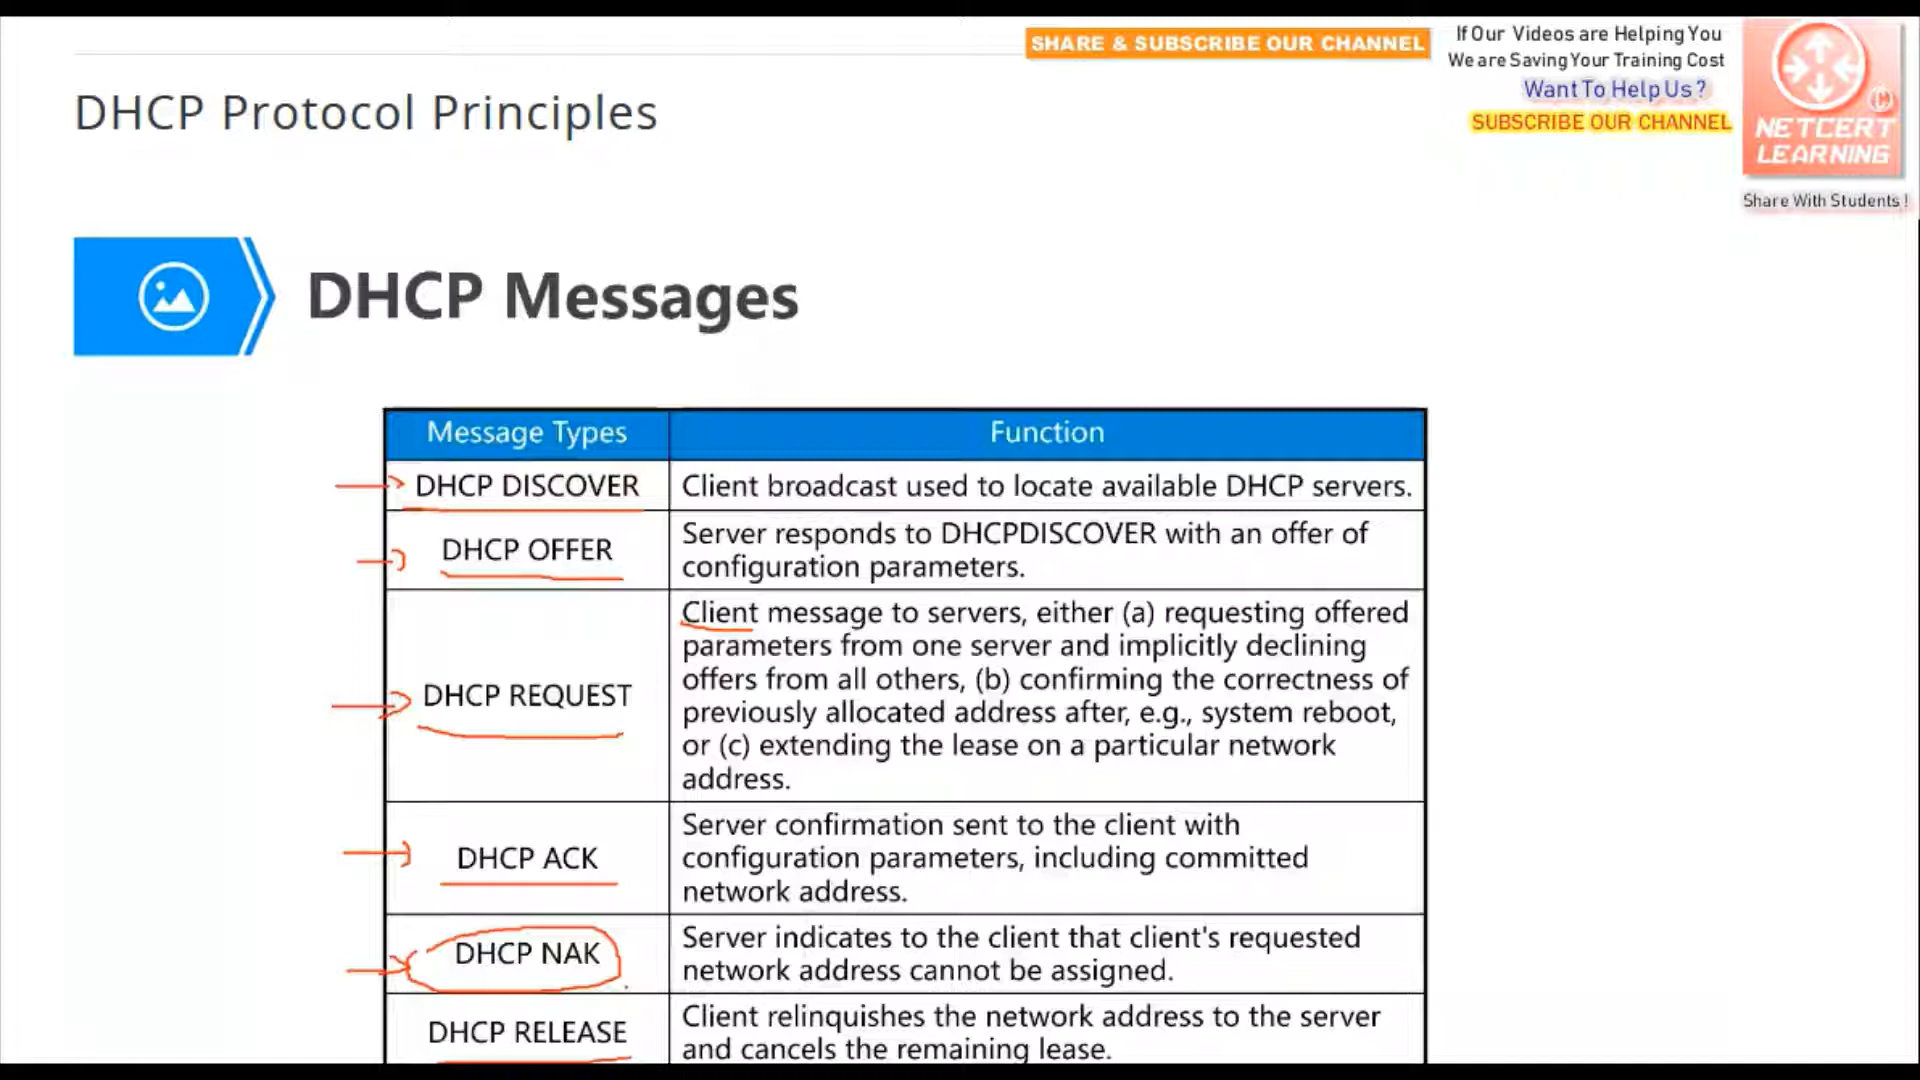 SHARE & SUBSCRIBE OUR CHANNEL
If Our Videos are Helping You
We are Saving Your Training Cost
Want To Help Us ?
SUBSCRIBE OUR CHANNEL
NETCERT
LEARNING
Share With Students !
DHCP Protocol Principles
DHCP Messages
Message Types
Function
DHCP DISCOVER
Client broadcast used to locate available DHCP servers.
DHCP OFFER
Server responds to DHCPDISCOVER with an offer of
configuration parameters.
DHCP REQUEST
Client message to servers, either (a) requesting offered
parameters from one server and implicitly declining
offers from all others, (b) confirming the correctness of
previously allocated address after, e.g., system reboot,
or (c) extending the lease on a particular network
address.
DHCP ACK
Server confirmation sent to the client with
configuration parameters, including committed
network address.
DHCP NAK
Server indicates to the client that client's requested
network address cannot be assigned.
DHCP RELEASE
Client relinquishes the network address to the server
and cancels the remaining lease.